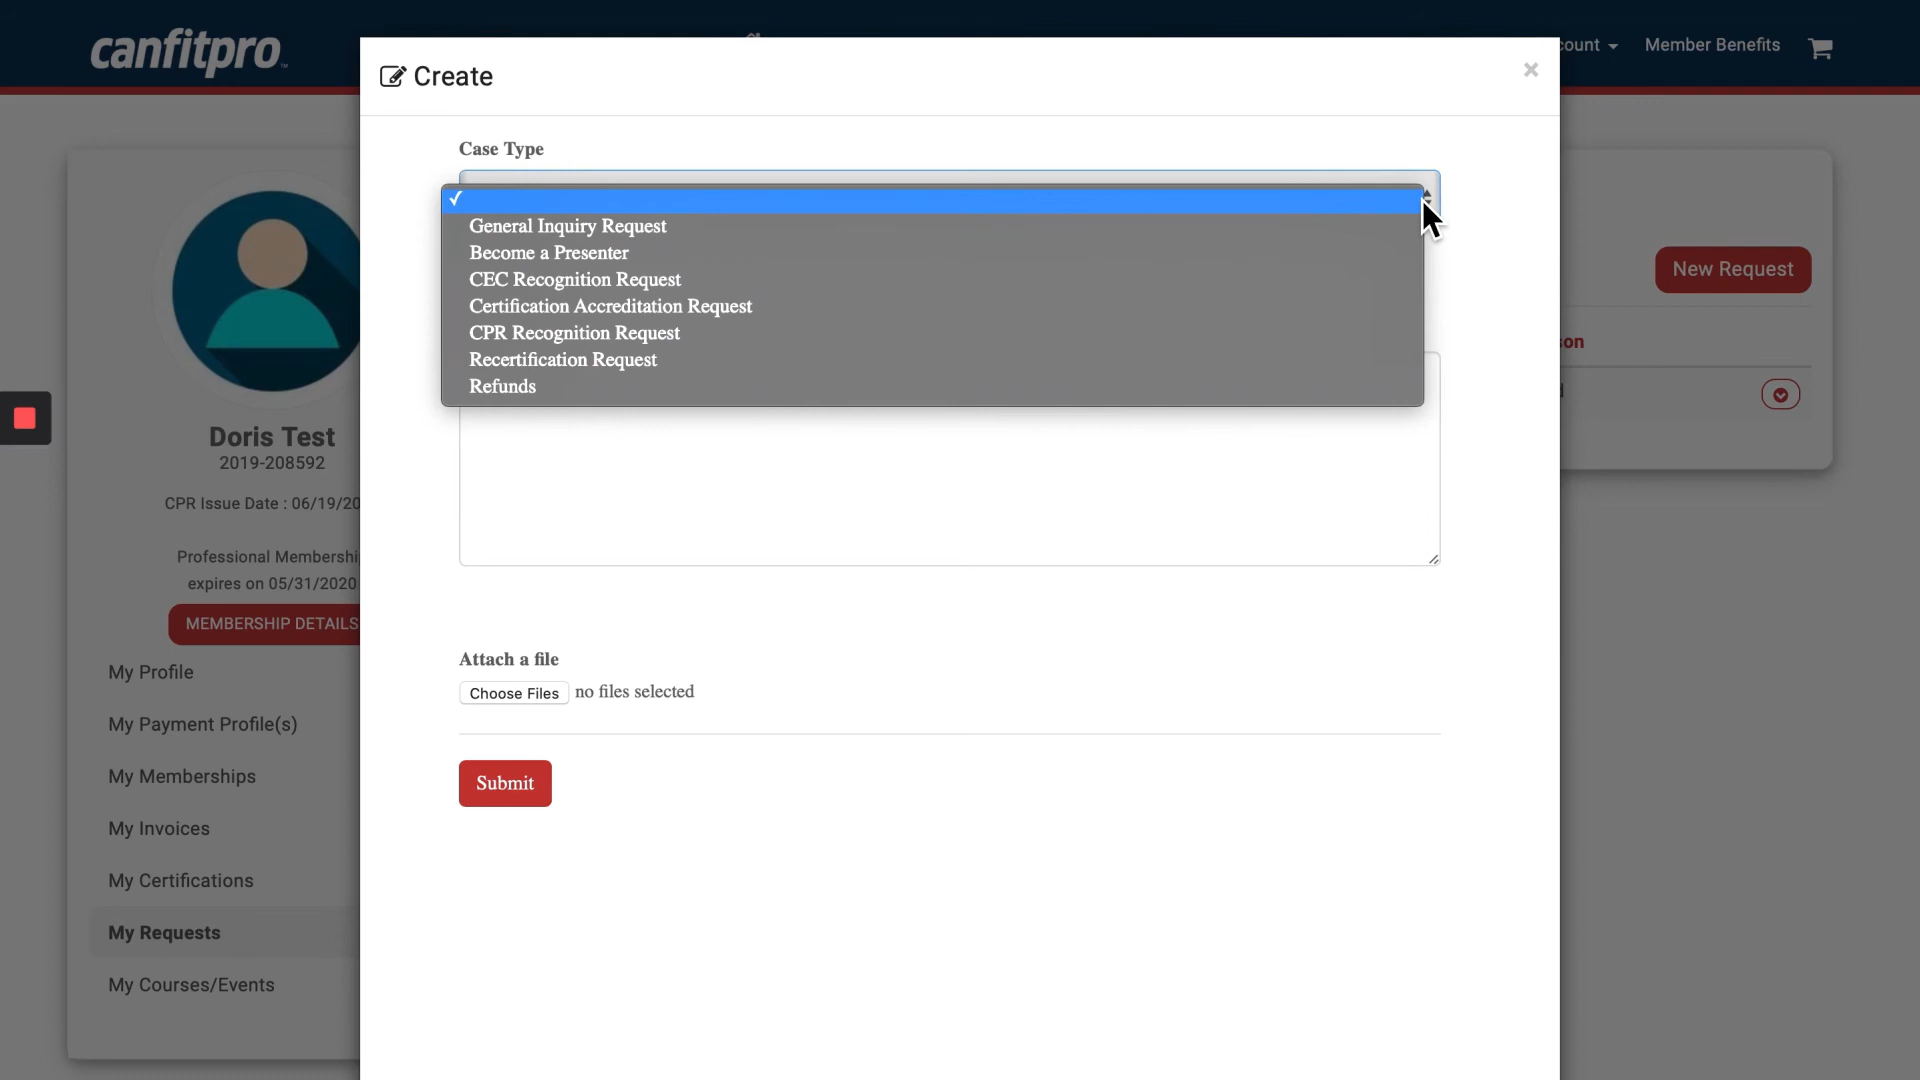 canfitpro
Create
×
count
Member Benefits
Case Type
General Inquiry Request
Become a Presenter
CEC Recognition Request
Certification Accreditation Request
CPR Recognition Request
Recertification Request
Refunds
New Request
son
Doris Test
2019-208592
CPR Issue Date : 06/19/20
Professional Membershi
expires on 05/31/2020
MEMBERSHIP DETAILS
My Profile
My Payment Profile(s)
My Memberships
My Invoices
My Certifications
My Requests
My Courses/Events
Attach a file
Choose Files no files selected
Submit